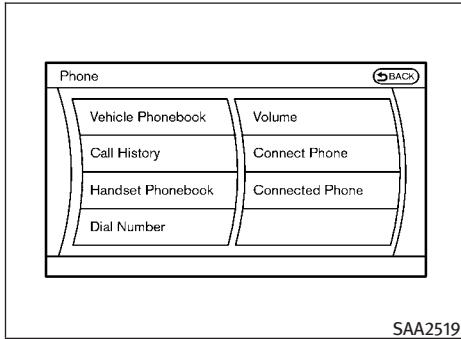 Phone
BACK
Vehicle Phonebook
Volume
Call History
Connect Phone
Handset Phonebook
Connected Phone
Dial Number
SAA2519